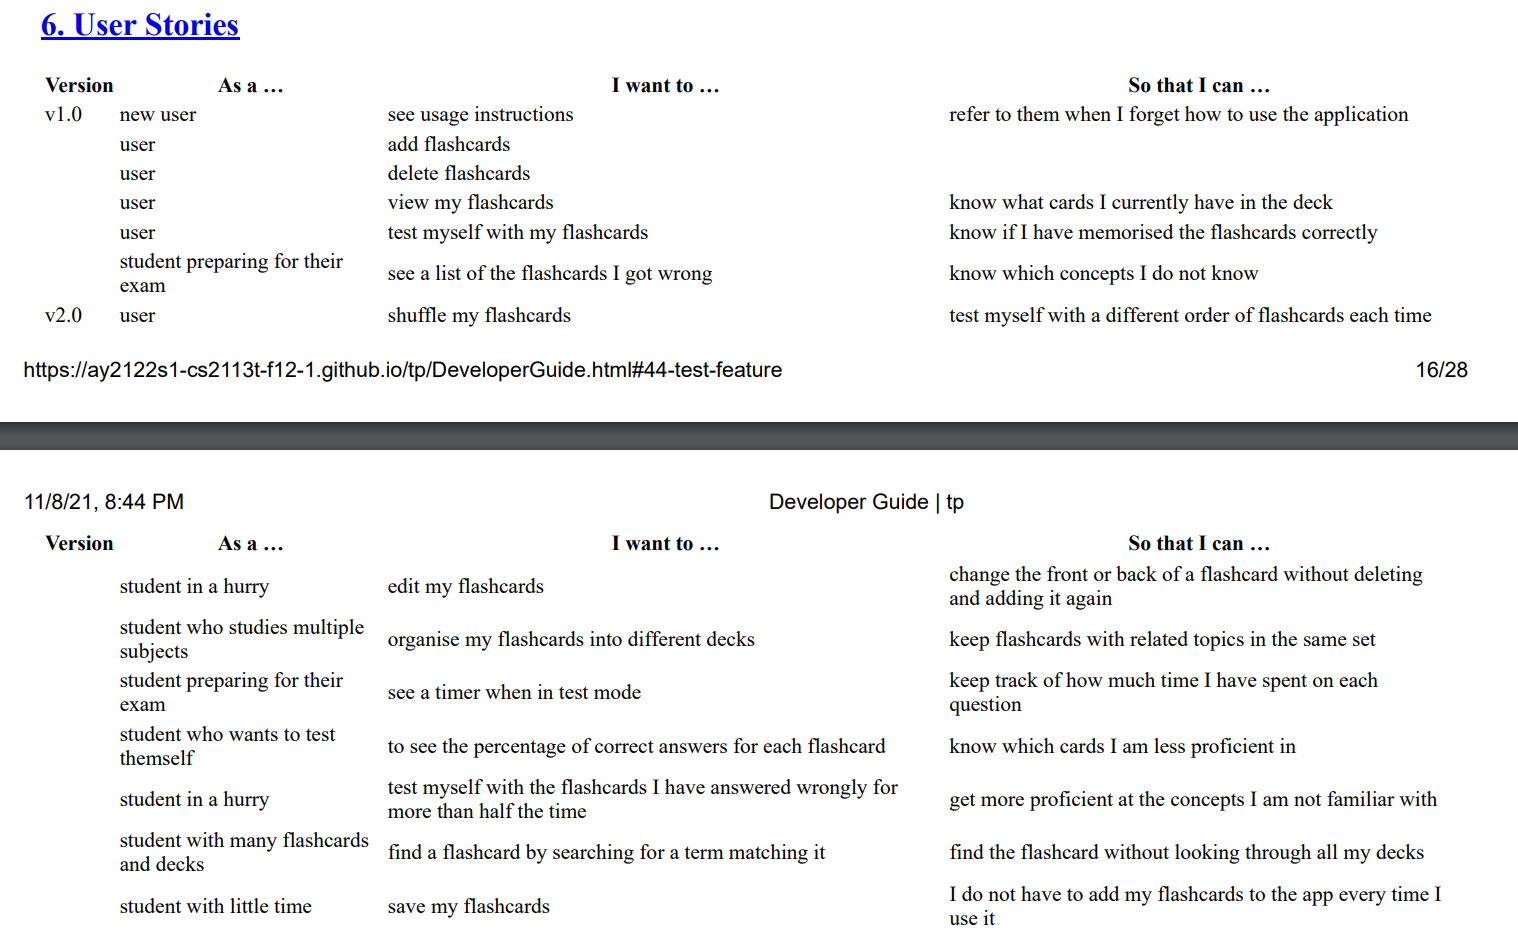 6. User Stories
Version As a … I want to … So that I can …
v1.0 new user see usage instructions refer to them when I forget how to use the application
user add flashcards
user delete flashcards
user view my flashcards know what cards I currently have in the deck
user test myself with my flashcards know if I have memorised the flashcards correctly
student preparing for their
exam see a list of the flashcards I got wrong know which concepts I do not know
v2.0 user shuffle my flashcards test myself with a different order of flashcards each time
https://ay2122s1-cs2113t-f12-1.github.io/tp/DeveloperGuide.html#44-test-feature 16/28
11/8/21, 8:44 PM Developer Guide | tp
Version As a … I want to … So that I can …
student in a hurry edit my flashcards change the front or back of a flashcard without deleting
and adding it again
student who studies multiple
subjects organise my flashcards into different decks keep flashcards with related topics in the same set
student preparing for their
exam see a timer when in test mode keep track of how much time I have spent on each
question
student who wants to test
themself to see the percentage of correct answers for each flashcard know which cards I am less proficient in
student in a hurry test myself with the flashcards I have answered wrongly for
more than half the time get more proficient at the concepts I am not familiar with
student with many flashcards
and decks find a flashcard by searching for a term matching it find the flashcard without looking through all my decks
student with little time save my flashcards I do not have to add my flashcards to the app every time I
use it